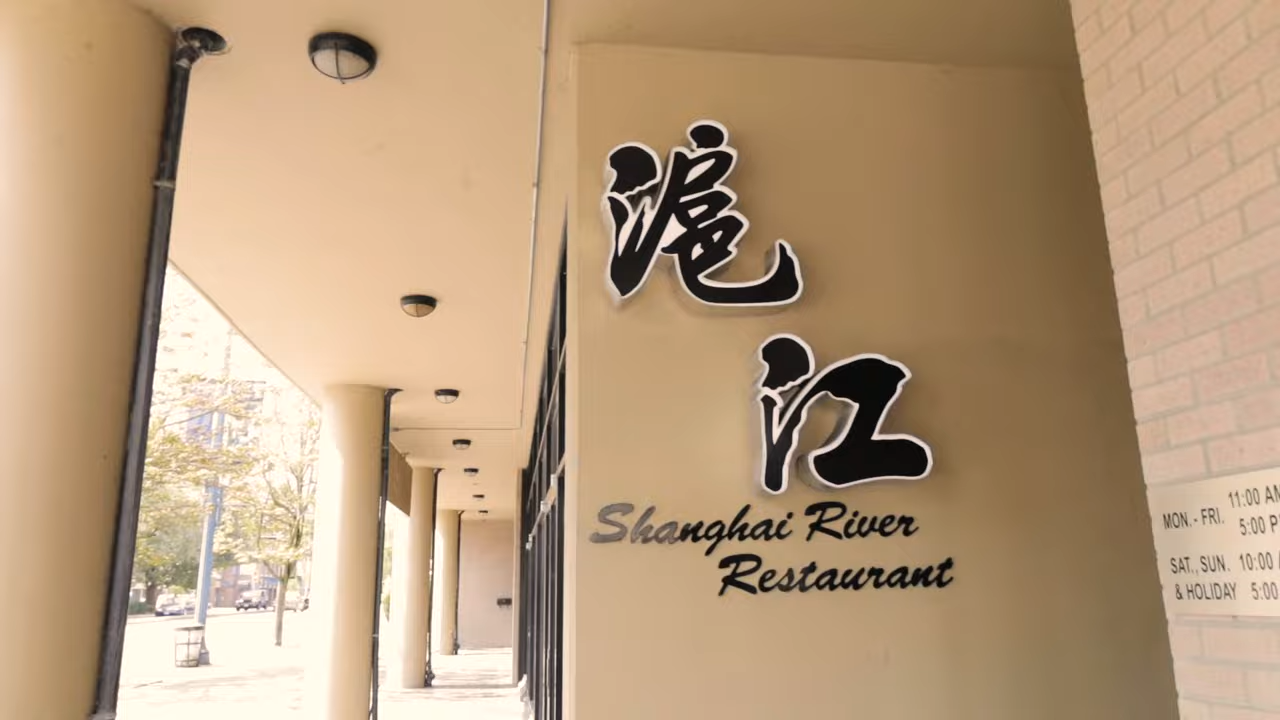 滬
江
Shanghai River
Restaurant
MON.- FRI. 11:00 AM
5:00 P
SAT., SUN. 10:00
& HOLIDAY 5:00